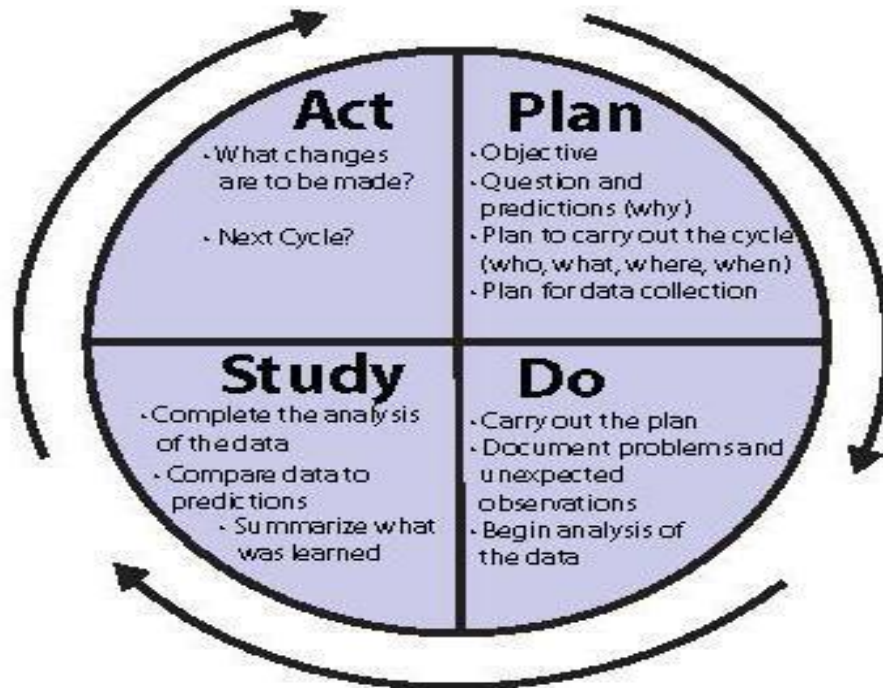 Act
· What changes
are to be made?
· Next Cycle?
Plan
· Objective
· Question and
predictions (why)
· Plan to carry out the cycle
(who, what, where, when)
· Plan for data collection
Study
· Complete the analysis
of the data
· Compare data to
predictions
· Summarize what
was learned
Do
· Carry out the plan
· Document problems and
unexpected
observations
· Begin analysis of
the data